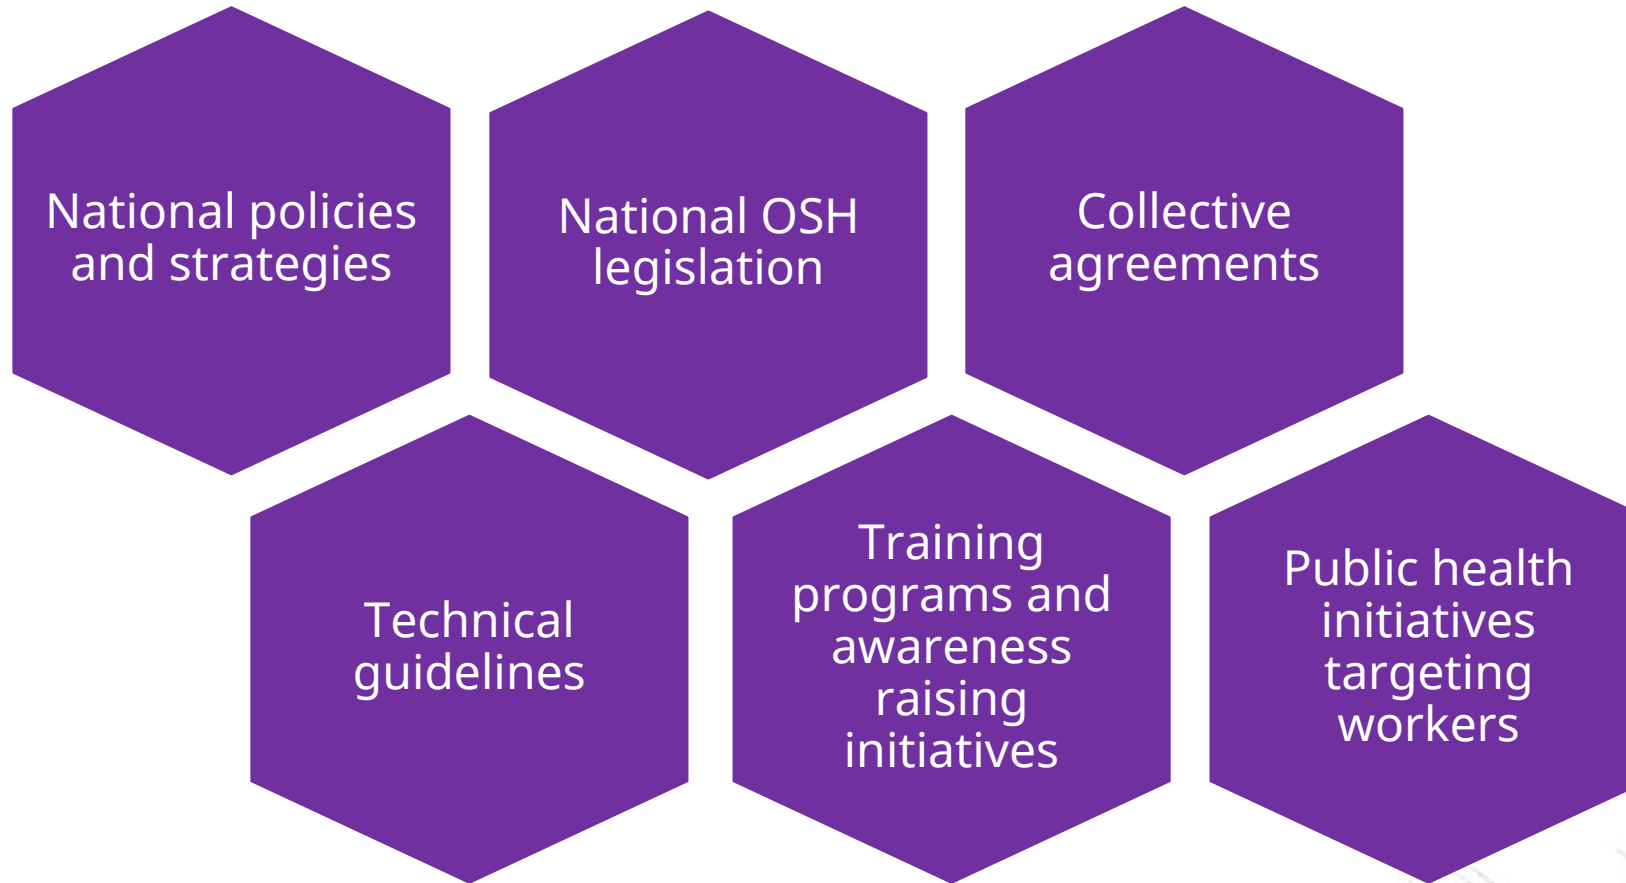 National policies
and strategies
National OSH
legislation
Collective
agreements
Technical
guidelines
Training
programs and
awareness
raising
initiatives
Public health
initiatives
targeting
workers